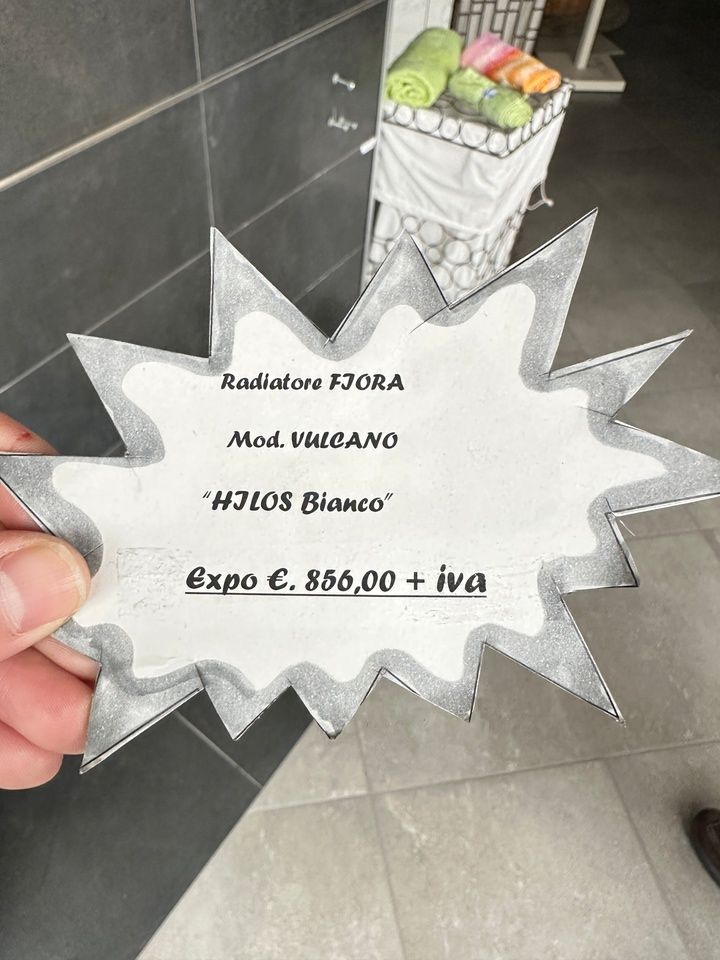 Radiatore FIORA
Mod. VULCANO
"HILOS Bianco"
Expo €. 856,00 + iva